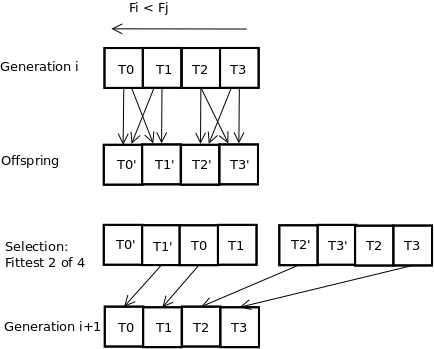 Fi < Fj
Generation i T0 T1 T2 T3
Offspring T0' T1' T2' T3'
Selection: T0' T1' T0 T1 T2' T3' T2 T3
Fittest 2 of 4
Generation i+1 T0 T1 T2 T3